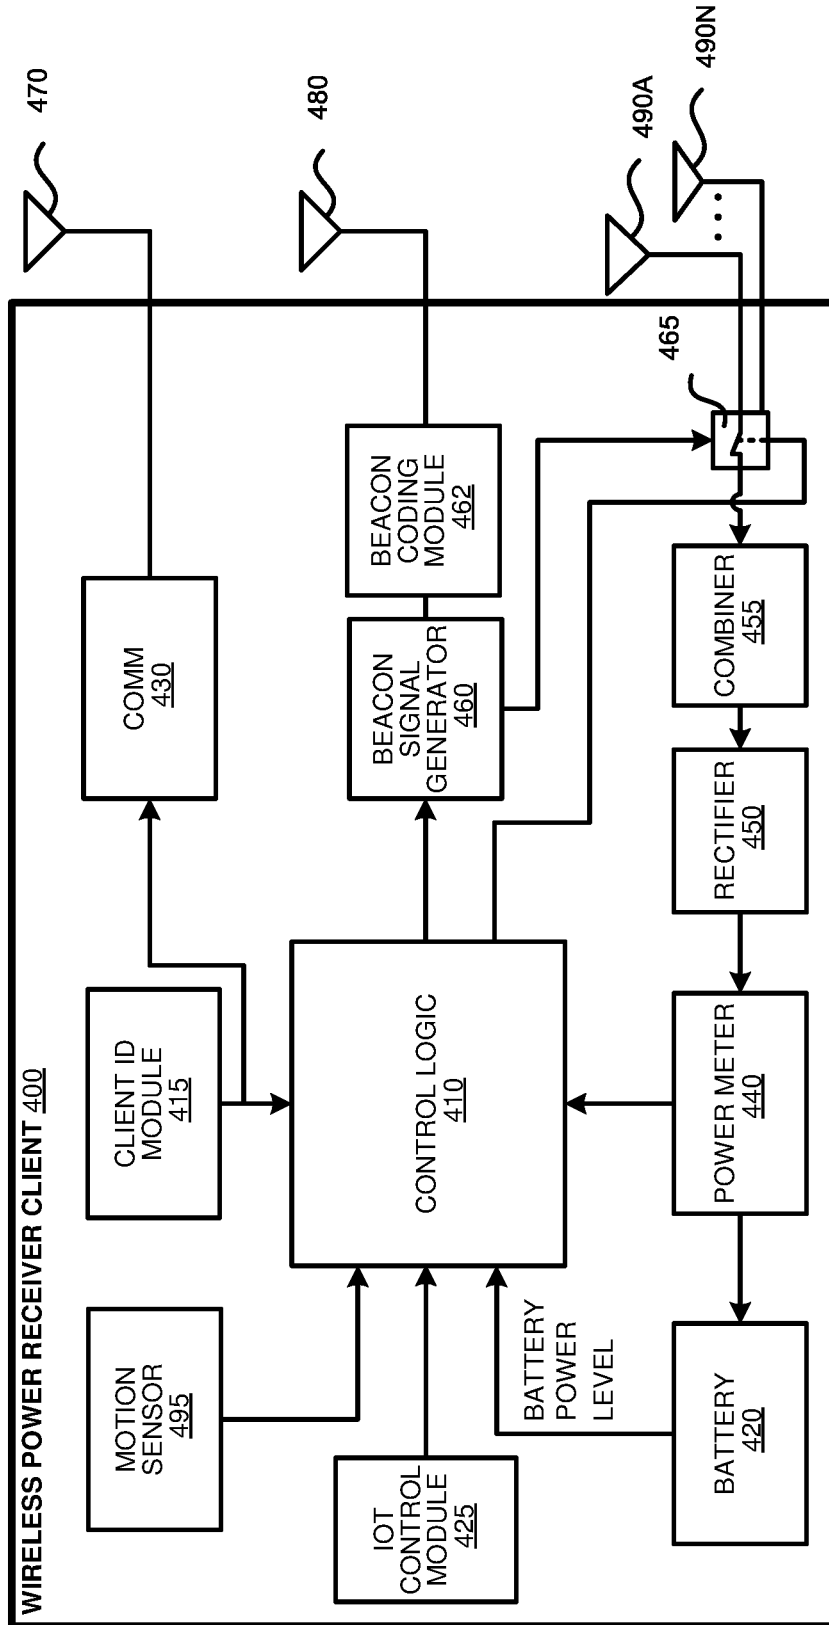 WIRELESS POWER RECEIVER CLIENT 400
MOTION
SENSOR
495
CLIENT ID
MODULE
415
COMM
430
470
IOT
CONTROL
MODULE
425
CONTROL LOGIC
410
BEACON
SIGNAL
GENERATOR
460
BEACON
CODING
MODULE
462
480
BATTERY
POWER
LEVEL
BATTERY
420
POWER METER
440
RECTIFIER
450
COMBINER
455
465
490A
490N